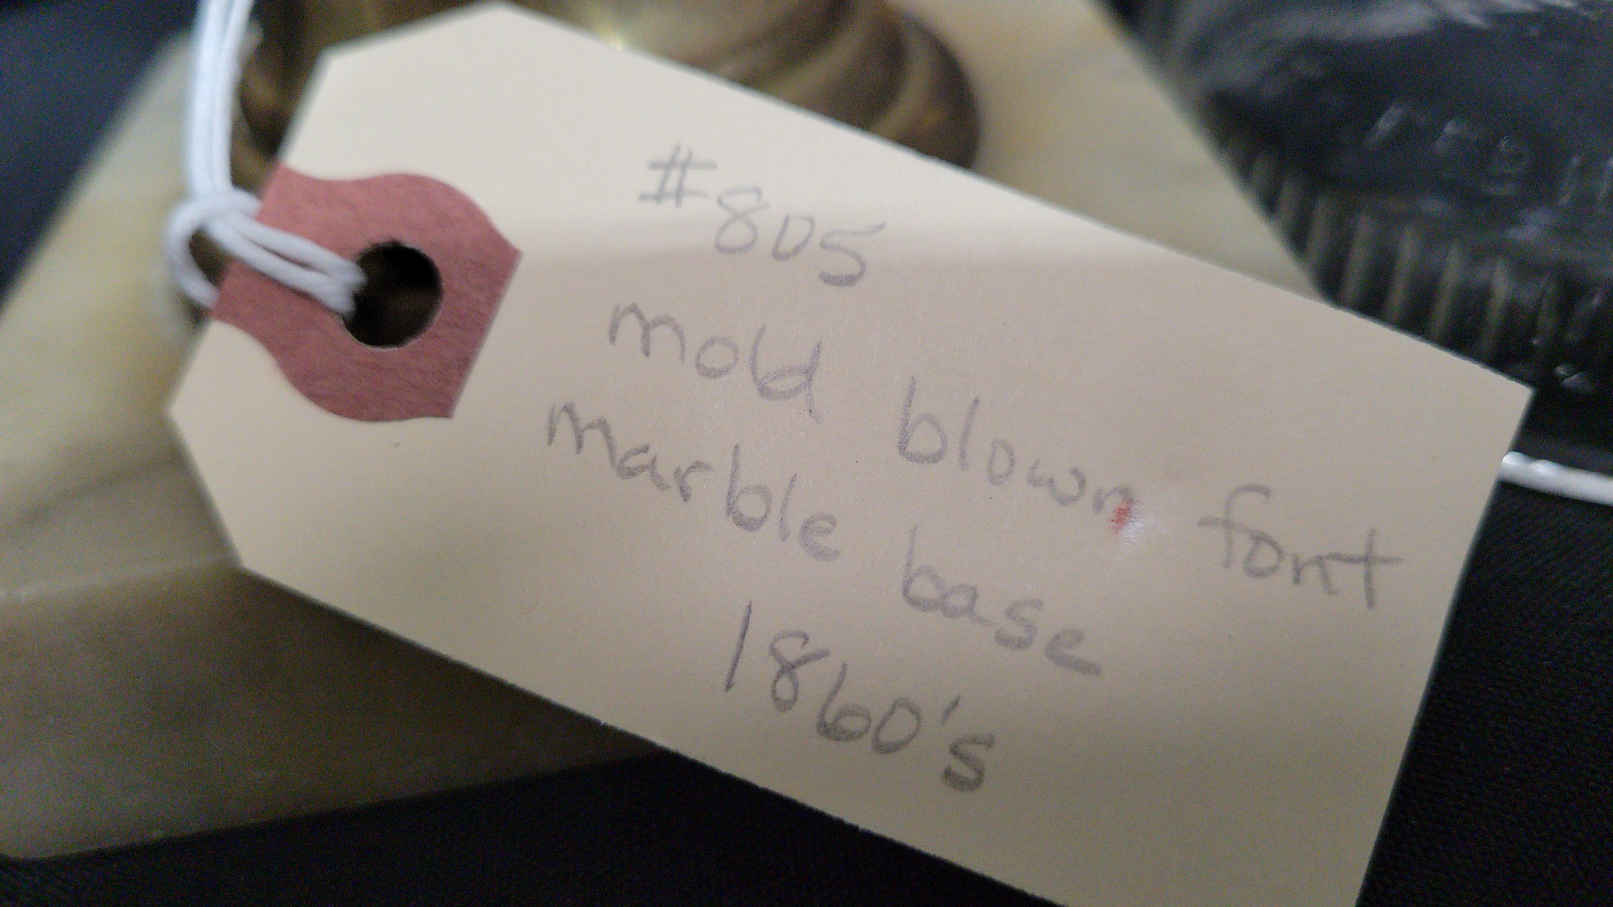 #805
mold blown font
marble base
1860's